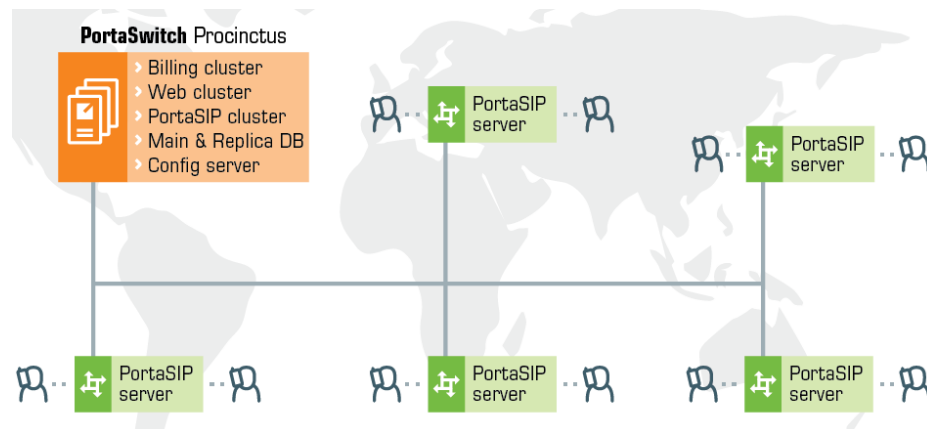 PortaSwitch Procinctus
› Billing cluster
› Web cluster
› PortaSIP cluster
› Main & Replica DB
› Config server
PortaSIP
server
PortaSIP
server
PortaSIP
server
PortaSIP
server
PortaSIP
server